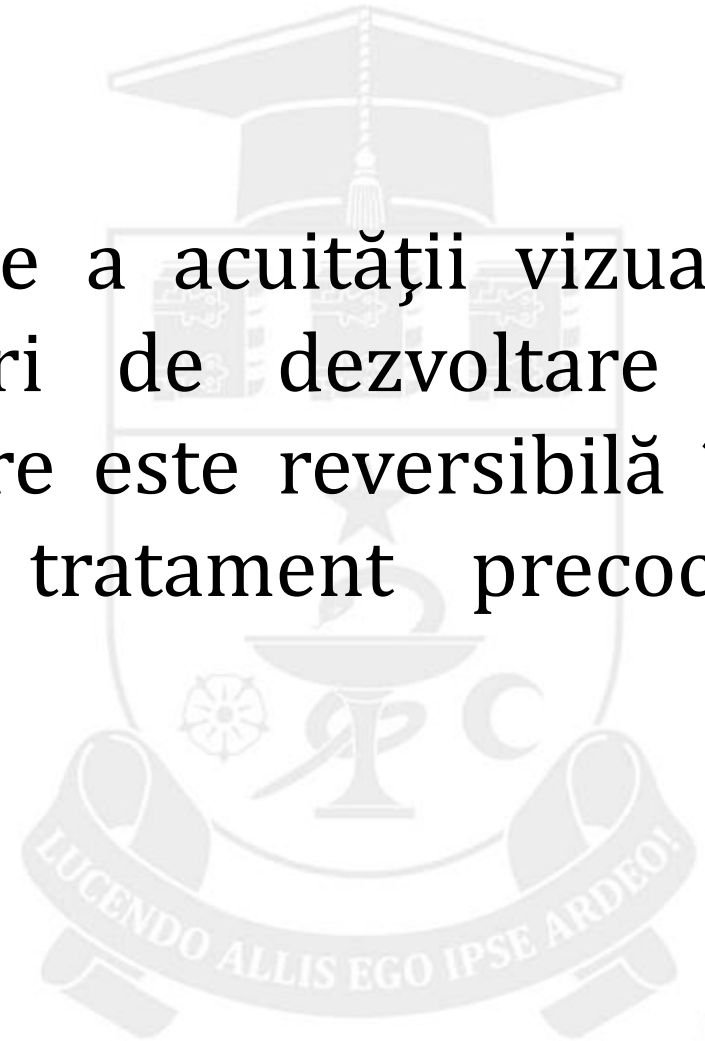 e a acuităţii vizua
ri de dezvoltare
re este reversibilă
tratament precoc
LUCENDO ALLIS EGO IPSE ARDEO!